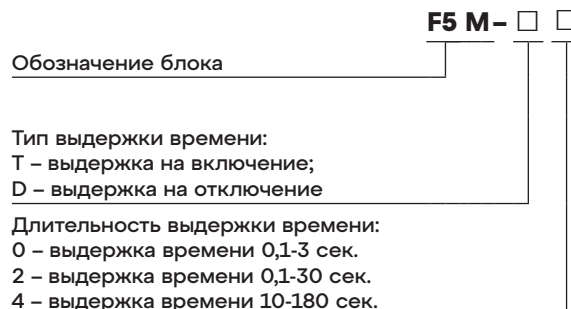 F5 M– □ □
Обозначение блока
Тип выдержки времени:
T – выдержка на включение;
D – выдержка на отключение
Длительность выдержки времени:
0 – выдержка времени 0,1-3 сек.
2 – выдержка времени 0,1-30 сек.
4 – выдержка времени 10-180 сек.